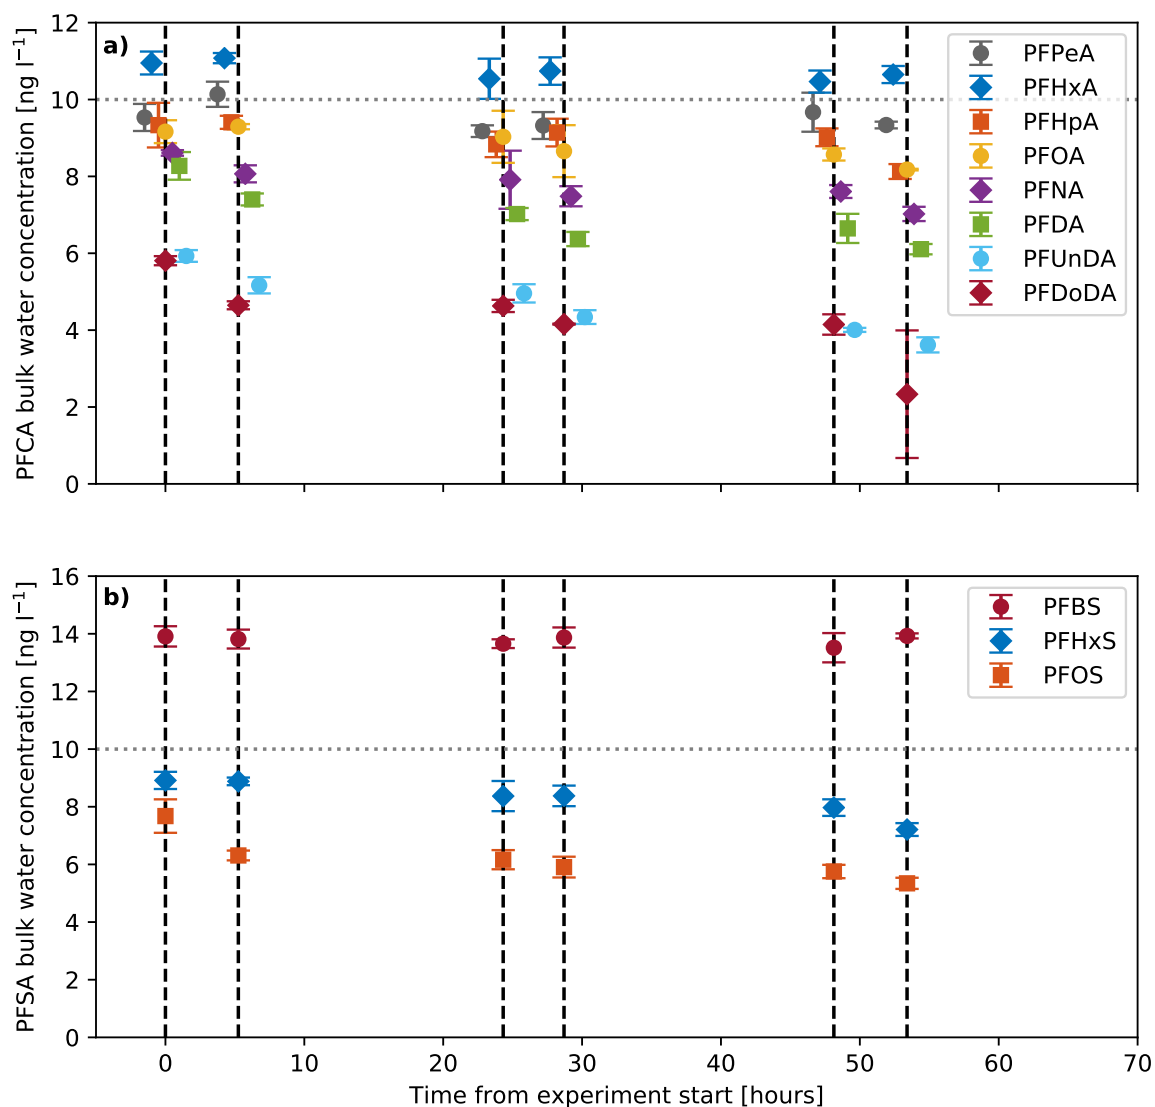 a)
PFCA bulk water concentration [ng l⁻¹]
12
10
8
6
4
2
0
PFPeA
PFHxA
PFHpA
PFOA
PFNA
PFDA
PFUnDA
PFDoDA
b)
PFSA bulk water concentration [ng l⁻¹]
16
14
12
10
8
6
4
2
0
PFBS
PFHxS
PFOS
0 10 20 30 40 50 60 70
Time from experiment start [hours]